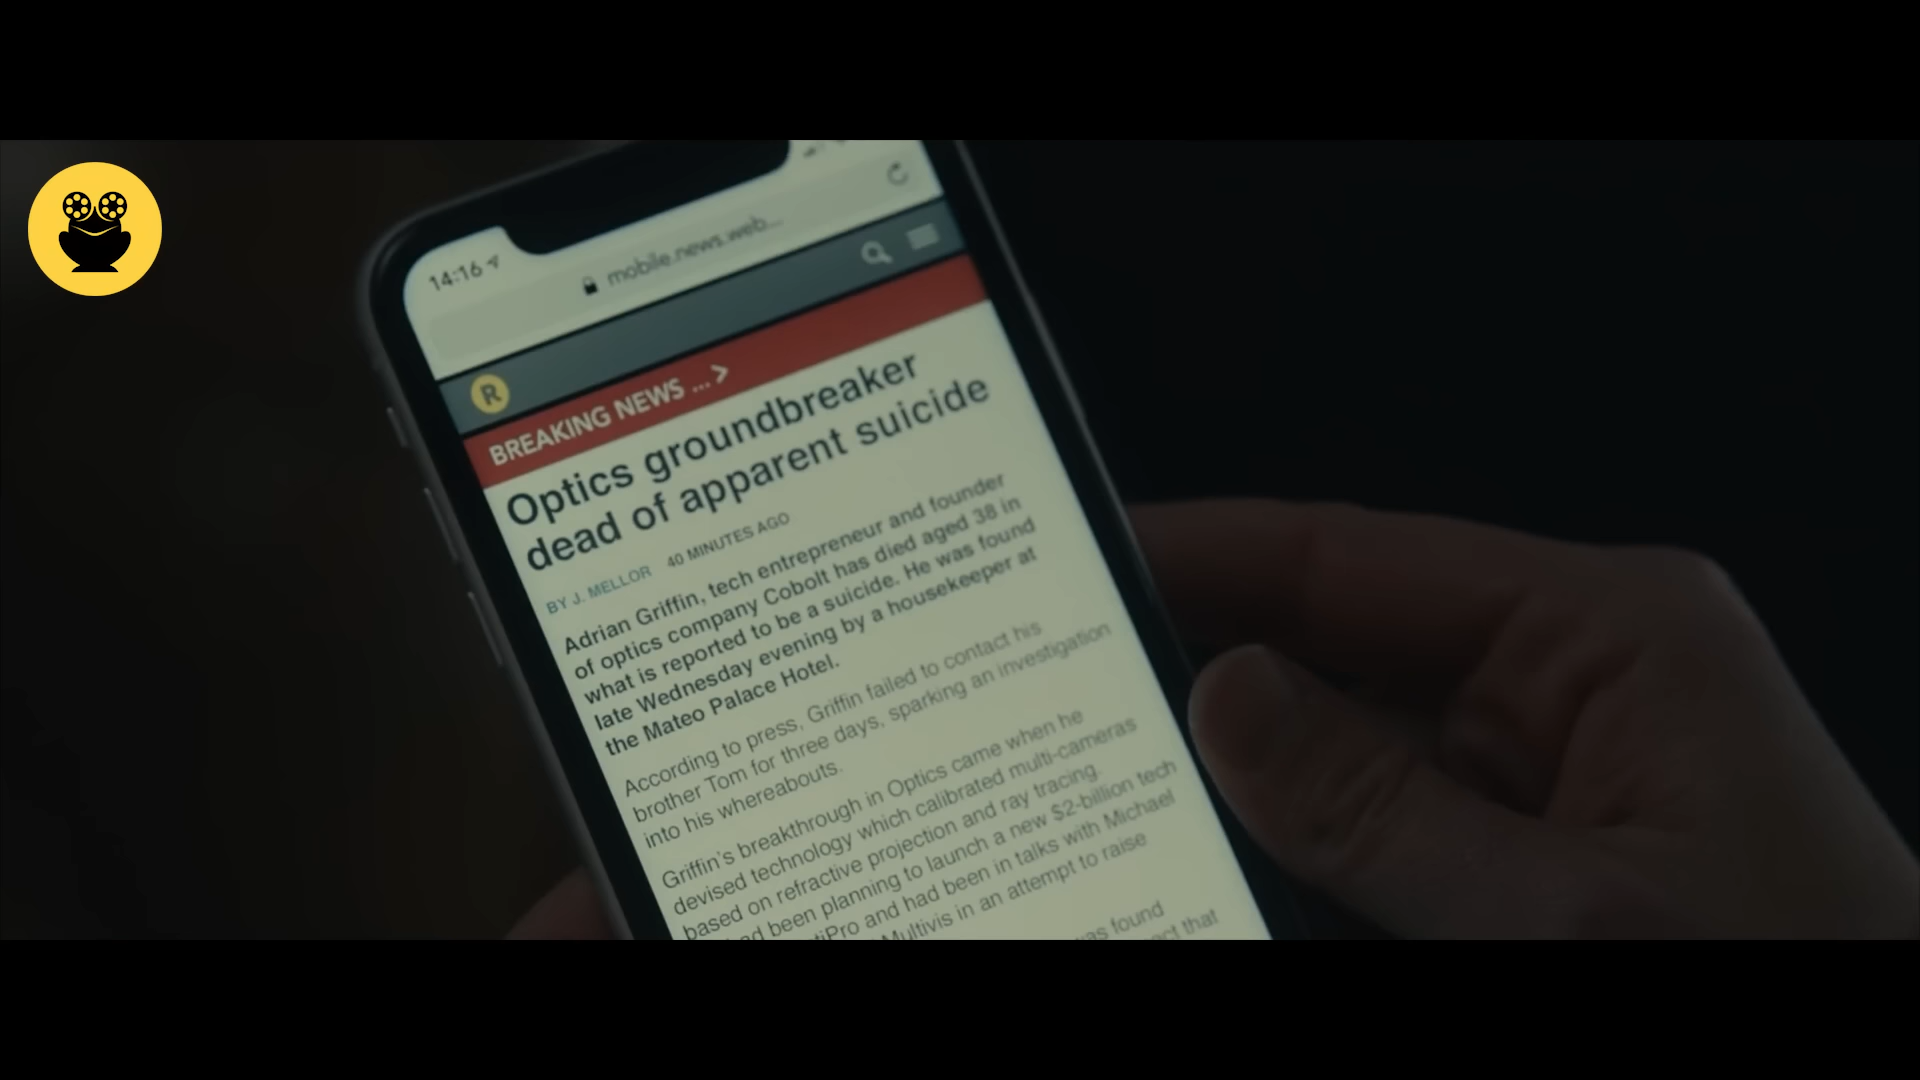 14:16
mobile.news.web...
R
BREAKING NEWS ... >
Optics groundbreaker
dead of apparent suicide
BY J. MELLOR 40 MINUTES AGO
Adrian Griffin, tech entrepreneur and founder
of optics company Cobolt has died aged 38 in
what is reported to be a suicide. He was found
late Wednesday evening by a housekeeper at
the Mateo Palace Hotel.
According to press, Griffin failed to contact his
brother Tom for three days, sparking an investigation
into his whereabouts.
Griffin's breakthrough in Optics came when he
devised technology which calibrated multi-cameras
based on refractive projection and ray tracing.
been planning to launch a new $2-billion tech
and had been in talks with Michael
Multivis in an attempt to raise
was found
that